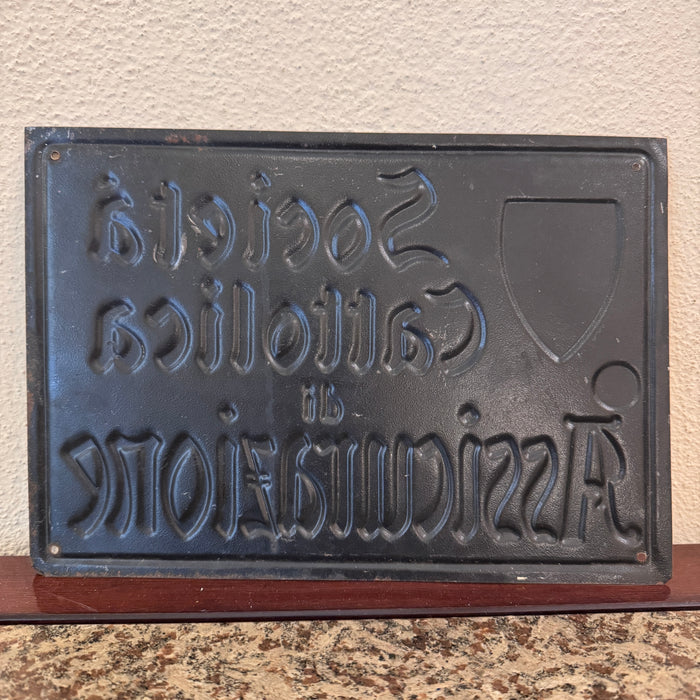 Società
Cattolica
di
Assicurazione